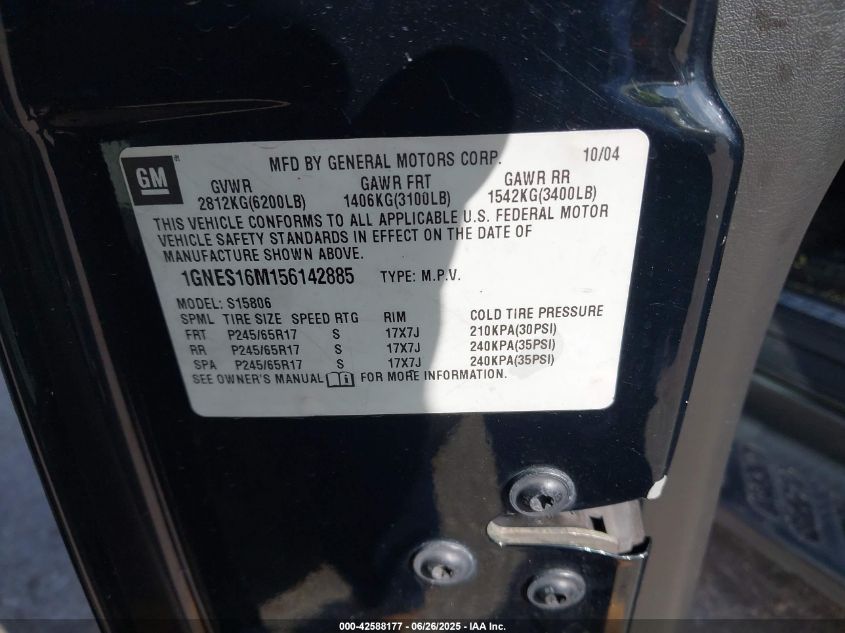 GM
MFD BY GENERAL MOTORS CORP. 10/04
GVWR GAWR FRT GAWR RR
2812KG(6200LB) 1406KG(3100LB) 1542KG(3400LB)
THIS VEHICLE CONFORMS TO ALL APPLICABLE U.S. FEDERAL MOTOR
VEHICLE SAFETY STANDARDS IN EFFECT ON THE DATE OF
MANUFACTURE SHOWN ABOVE.
1GNES16M156142885 TYPE: M.P.V.
MODEL: S15806
SPML TIRE SIZE SPEED RTG RIM COLD TIRE PRESSURE
FRT P245/65R17 S 17X7J 210KPA(30PSI)
RR P245/65R17 S 17X7J 240KPA(35PSI)
SPA P245/65R17 S 17X7J 240KPA(35PSI)
SEE OWNER'S MANUAL FOR MORE INFORMATION.
000-42588177 - 06/26/2025 - IAA Inc.